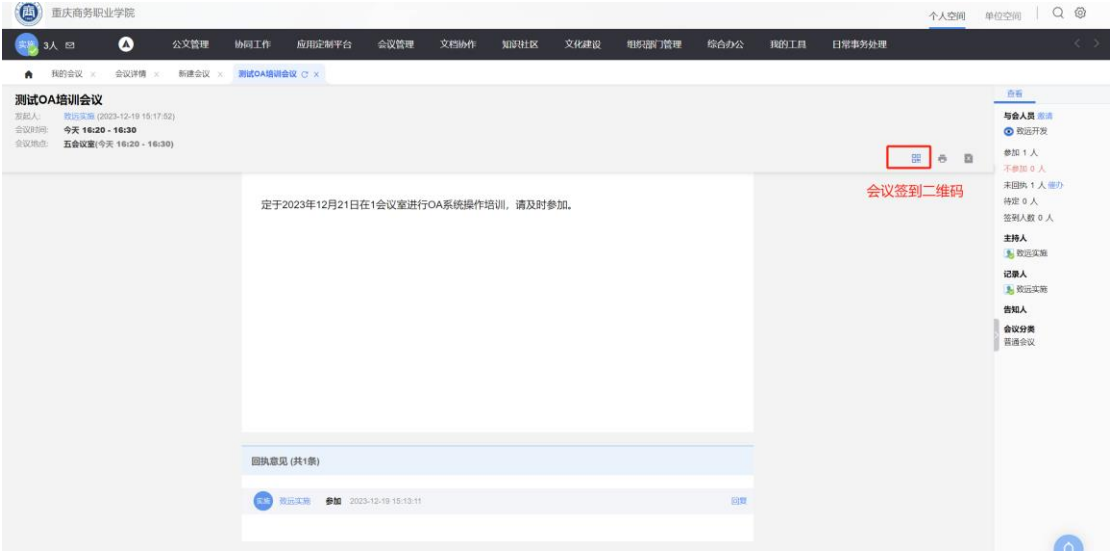 重庆商务职业学院
个人空间 单位空间
实施 3人 公文管理 协同工作 应用定制平台 会议管理 文档协作 知识社区 文化建设 组织部门管理 综合办公 我的工具 日常事务处理
我的会议 × 会议详情 × 新建会议 × 测试OA培训会议 ×
测试OA培训会议
发起人: 致远实施 (2023-12-19 15:17:52)
会议时间: 今天 16:20 - 16:30
会议地点: 五会议室(今天 16:20 - 16:30)
会议签到二维码
定于2023年12月21日在1会议室进行OA系统操作培训，请及时参加。
回执意见 (共1条)
实施 致远实施 参加 2023-12-19 15:13:11 回复
查看
与会人员 邀请
致远开发
参加 1 人
不参加 0 人
未回执 1 人 催办
待定 0 人
签到人数 0 人
主持人
致远实施
记录人
致远实施
告知人
会议分类
普通会议